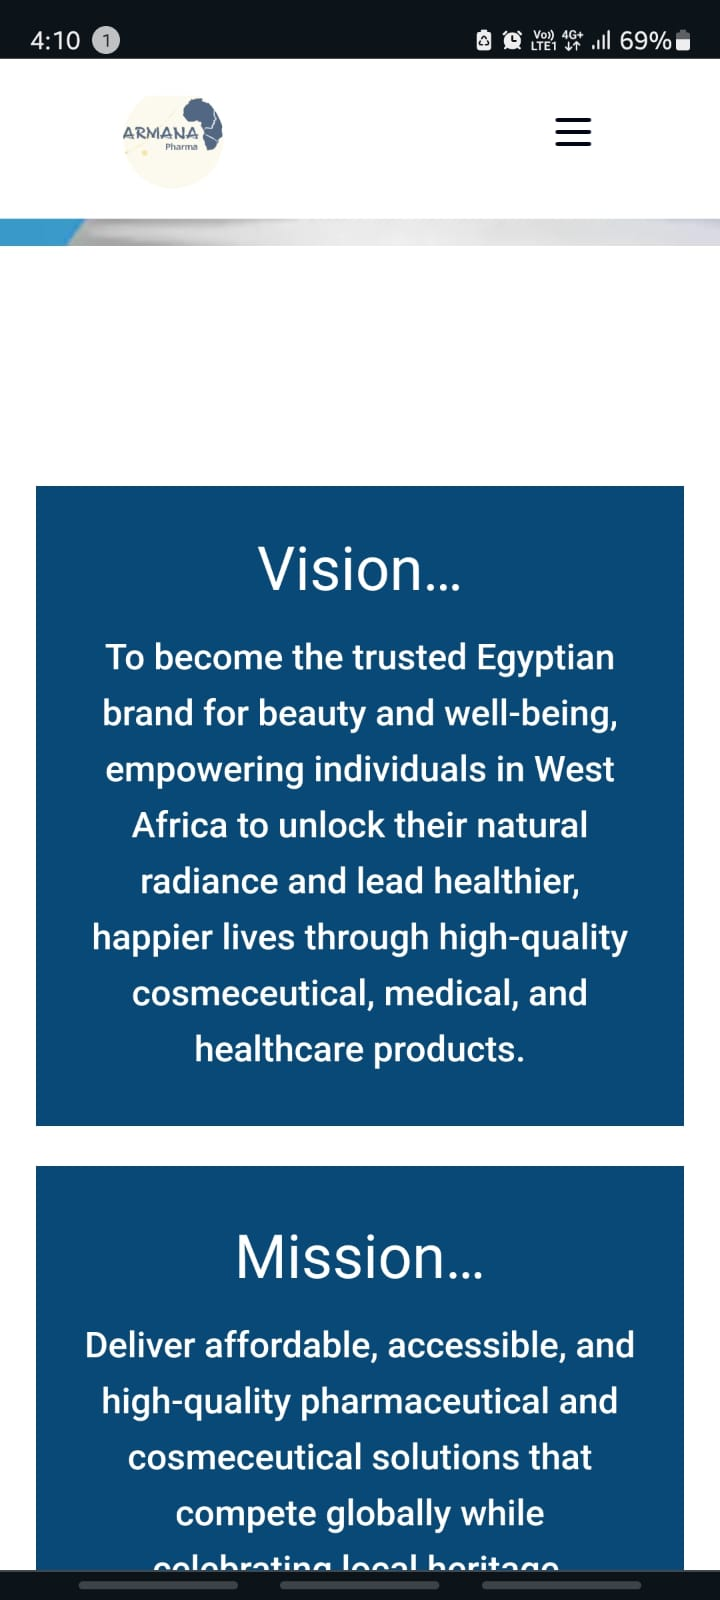 4:10 1 Vo)) LTE1 4G+ 69%
ARMANA
Pharma
Vision...
To become the trusted Egyptian
brand for beauty and well-being,
empowering individuals in West
Africa to unlock their natural
radiance and lead healthier,
happier lives through high-quality
cosmeceutical, medical, and
healthcare products.
Mission...
Deliver affordable, accessible, and
high-quality pharmaceutical and
cosmeceutical solutions that
compete globally while
celebrating local heritage